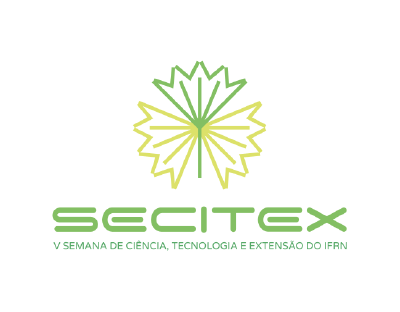 SECITEX
V SEMANA DE CIÊNCIA, TECNOLOGIA E EXTENSÃO DO IFRN